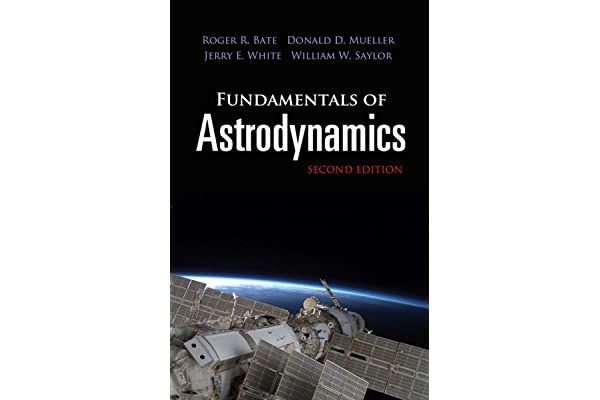 Roger R. Bate Donald D. Mueller
Jerry E. White William W. Saylor
Fundamentals of
Astrodynamics
SECOND EDITION